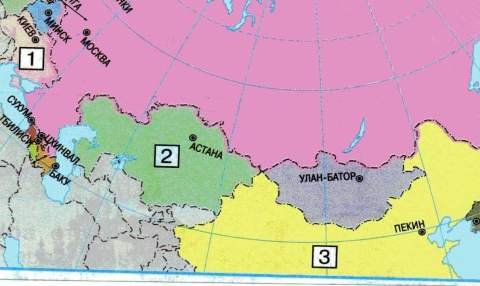 МИНСК
КИЕВ
МОСКВА
1
СУХУМ
ЦХИНВАЛ
ТБИЛИСИ
БАКУ
2
АСТАНА
УЛАН-БАТОР
ПЕКИН
3